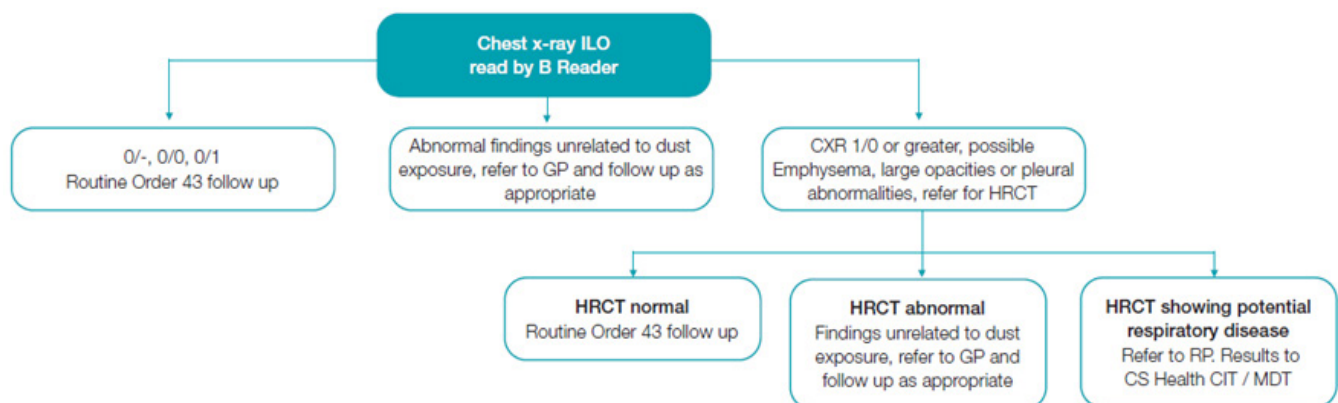 Chest x-ray ILO
read by B Reader
0/-, 0/0, 0/1
Routine Order 43 follow up
Abnormal findings unrelated to dust
exposure, refer to GP and follow up as
appropriate
CXR 1/0 or greater, possible
Emphysema, large opacities or pleural
abnormalities, refer for HRCT
HRCT normal
Routine Order 43 follow up
HRCT abnormal
Findings unrelated to dust
exposure, refer to GP and
follow up as appropriate
HRCT showing potential
respiratory disease
Refer to RP. Results to
CS Health CIT / MDT